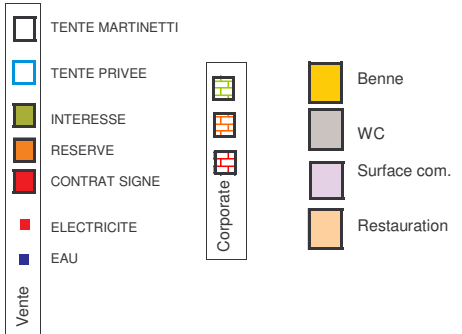 TENTE MARTINETTI
TENTE PRIVEE
INTERESSE
RESERVE
CONTRAT SIGNE
ELECTRICITE
EAU
Vente
Corporate
Benne
WC
Surface com.
Restauration